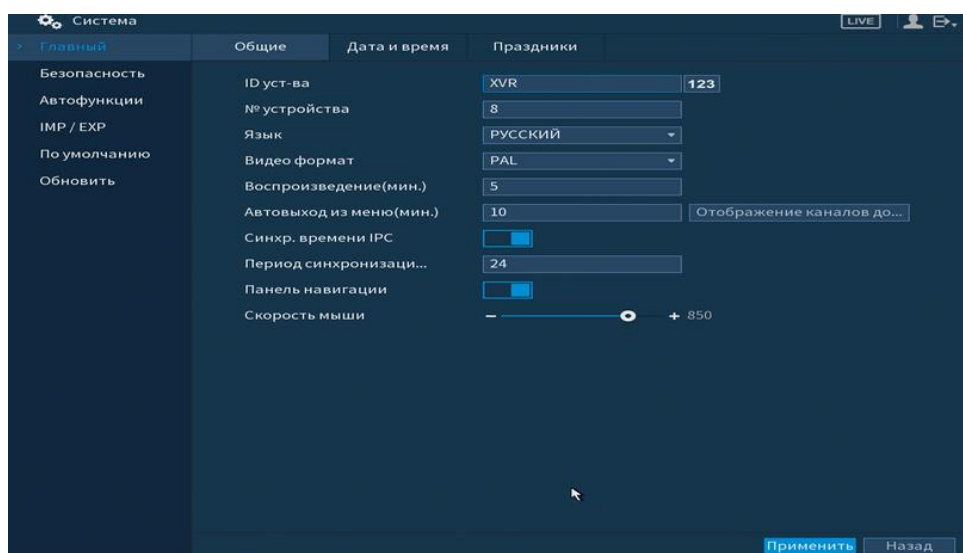 Система
LIVE
Главный
Общие
Дата и время
Праздники
Безопасность
Автофункции
IMP / EXP
По умолчанию
Обновить
ID уст-ва
XVR
123
№ устройства
8
Язык
РУССКИЙ
Видео формат
PAL
Воспроизведение(мин.)
5
Автовыход из меню(мин.)
10
Отображение каналов до...
Синхр. времени IPC
Период синхронизаци...
24
Панель навигации
Скорость мыши
850
Применить
Назад